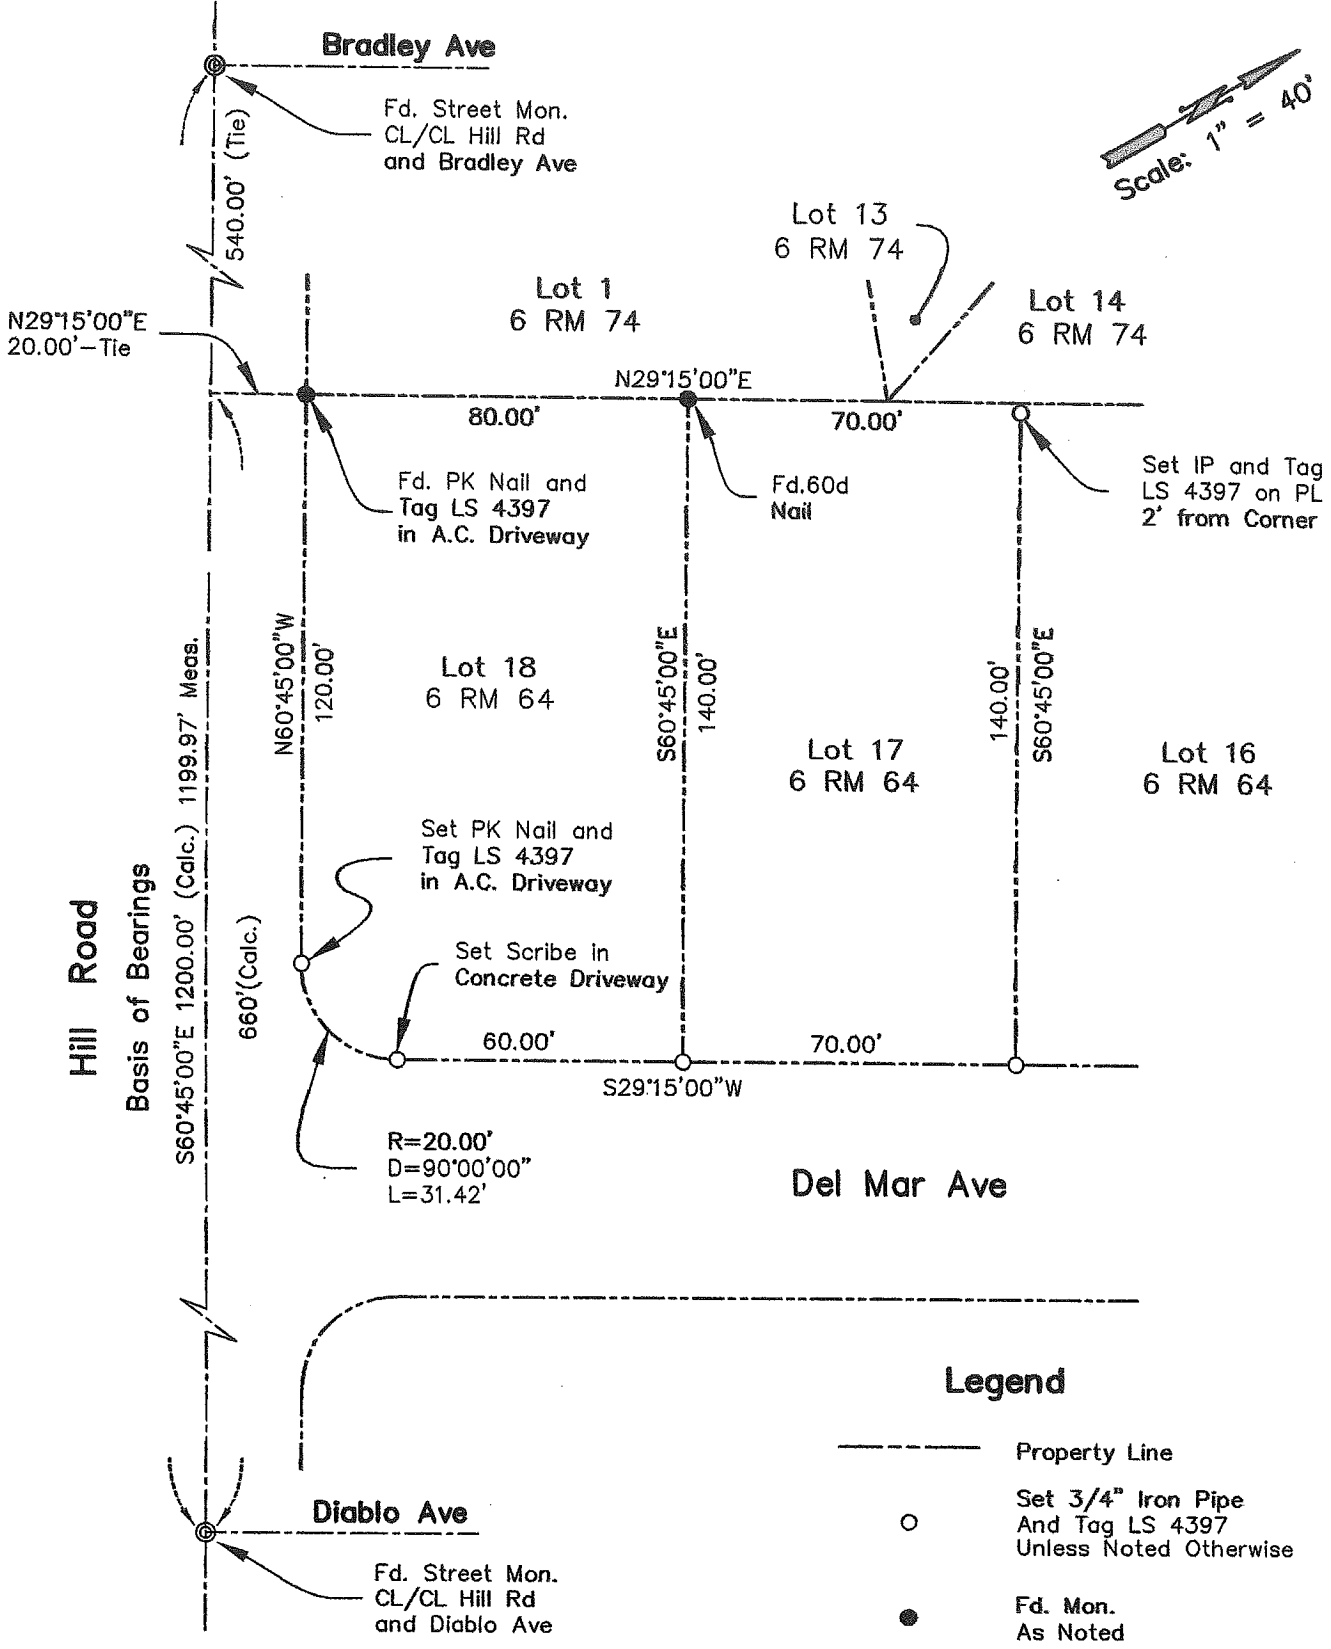 Bradley Ave
Fd. Street Mon.
CL/CL Hill Rd
and Bradley Ave
540.00' (Tie)
Scale: 1" = 40'
N
Lot 13
6 RM 74
Lot 1
6 RM 74
Lot 14
6 RM 74
N29°15'00"E
20.00'-Tie
N29°15'00"E
80.00'
70.00'
Fd. PK Nail and
Tag LS 4397
in A.C. Driveway
Fd.60d
Nail
Set IP and Tag
LS 4397 on PL
2' from Corner
N60°45'00"W
120.00'
Lot 18
6 RM 64
S60°45'00"E
140.00'
Lot 17
6 RM 64
140.00'
S60°45'00"E
Lot 16
6 RM 64
Set PK Nail and
Tag LS 4397
in A.C. Driveway
Set Scribe in
Concrete Driveway
Hill Road
Basis of Bearings
S60°45'00"E 1200.00' (Calc.) 1199.97' Meas.
660'(Calc.)
60.00'
70.00'
S29°15'00"W
R=20.00'
D=90°00'00"
L=31.42'
Del Mar Ave
Diablo Ave
Fd. Street Mon.
CL/CL Hill Rd
and Diablo Ave
Legend
Property Line
Set 3/4" Iron Pipe
And Tag LS 4397
Unless Noted Otherwise
Fd. Mon.
As Noted